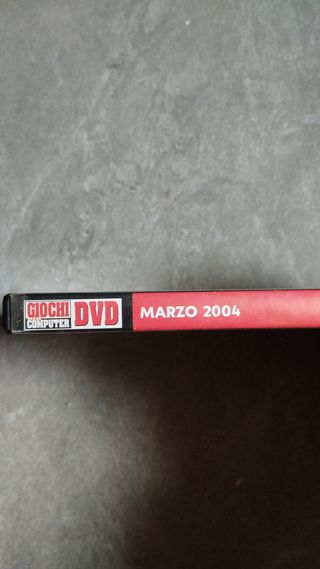 GIOCHI
COMPUTER
DVD
MARZO 2004